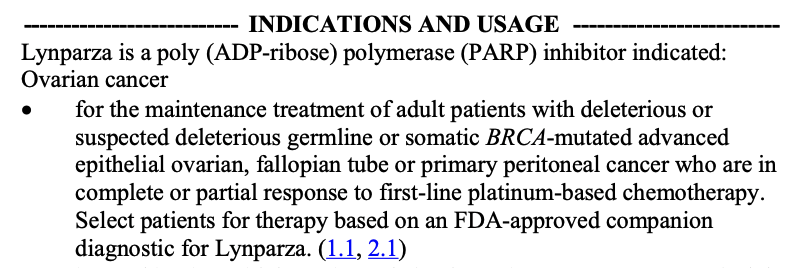 --------------------------- INDICATIONS AND USAGE --------------------------
Lynparza is a poly (ADP-ribose) polymerase (PARP) inhibitor indicated:
Ovarian cancer
• for the maintenance treatment of adult patients with deleterious or
suspected deleterious germline or somatic BRCA-mutated advanced
epithelial ovarian, fallopian tube or primary peritoneal cancer who are in
complete or partial response to first-line platinum-based chemotherapy.
Select patients for therapy based on an FDA-approved companion
diagnostic for Lynparza. (1.1, 2.1)